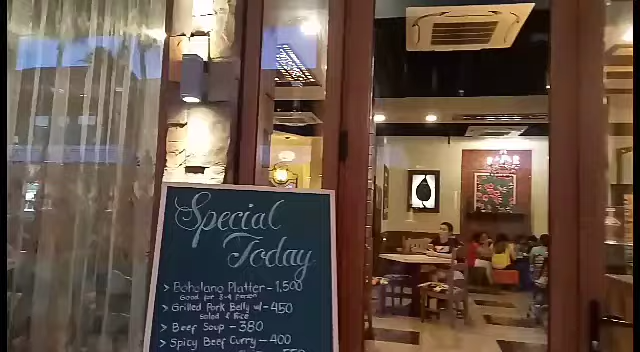 Special
Today
> Boholano Platter - 1,500
Good for 3-4 person
> Grilled Pork Belly w/ - 450
Salad & Rice
> Beef Soup - 380
> Spicy Beef Curry - 400